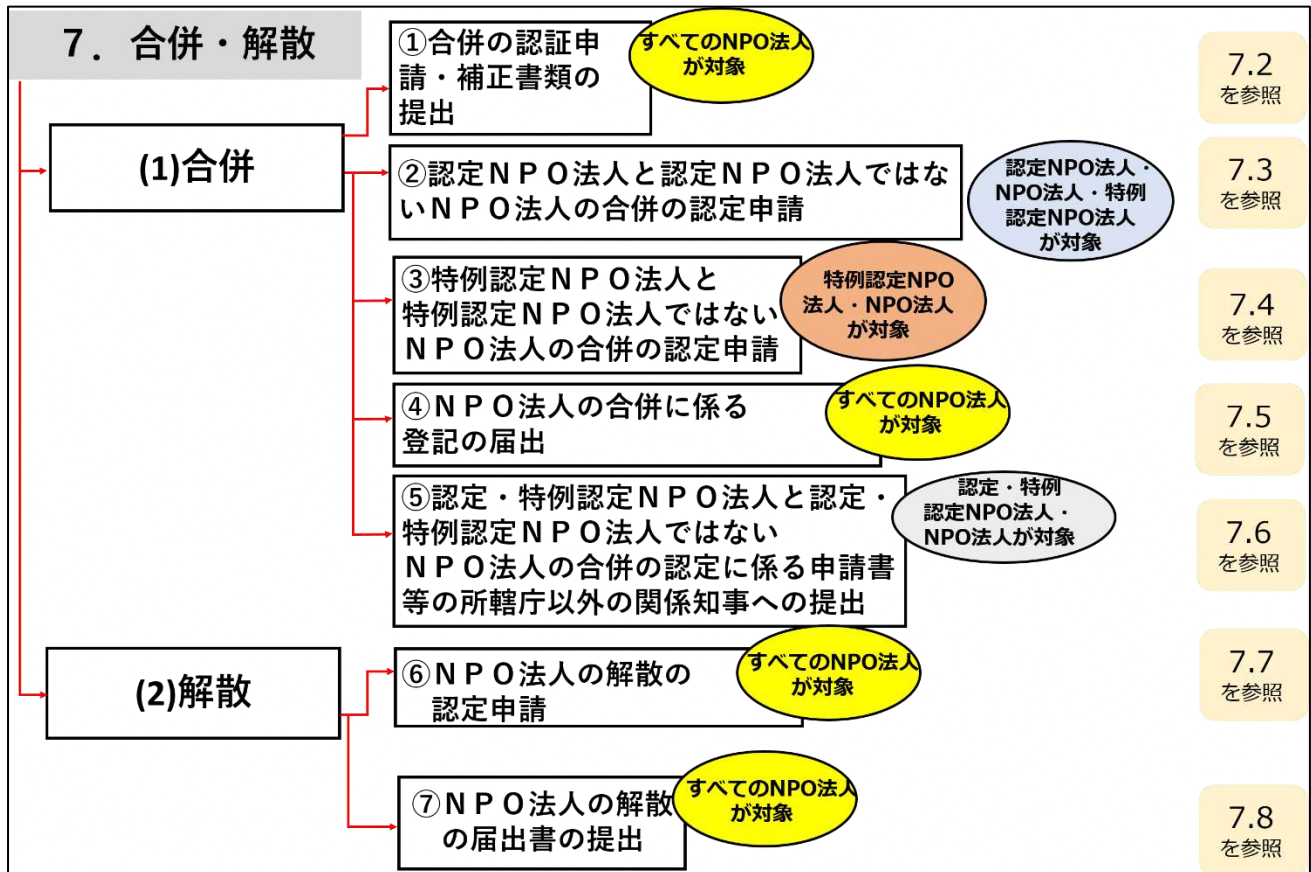 ７．合併・解散
①合併の認証申
請・補正書類の
提出
すべてのNPO法人
が対象
7.2
を参照
(1)合併
②認定ＮＰＯ法人と認定ＮＰＯ法人ではな
いＮＰＯ法人の合併の認定申請
認定NPO法人・
NPO法人・特例
認定NPO法人
が対象
7.3
を参照
③特例認定ＮＰＯ法人と
特例認定ＮＰＯ法人ではない
ＮＰＯ法人の合併の認定申請
特例認定NPO
法人・NPO法人
が対象
7.4
を参照
④ＮＰＯ法人の合併に係る
登記の届出
すべてのNPO法人
が対象
7.5
を参照
⑤認定・特例認定ＮＰＯ法人と認定・
特例認定ＮＰＯ法人ではない
ＮＰＯ法人の合併の認定に係る申請書
等の所轄庁以外の関係知事への提出
認定・特例
認定NPO法人・
NPO法人が対象
7.6
を参照
(2)解散
⑥ＮＰＯ法人の解散の
認定申請
すべてのNPO法人
が対象
7.7
を参照
⑦ＮＰＯ法人の解散
の届出書の提出
すべてのNPO法人
が対象
7.8
を参照